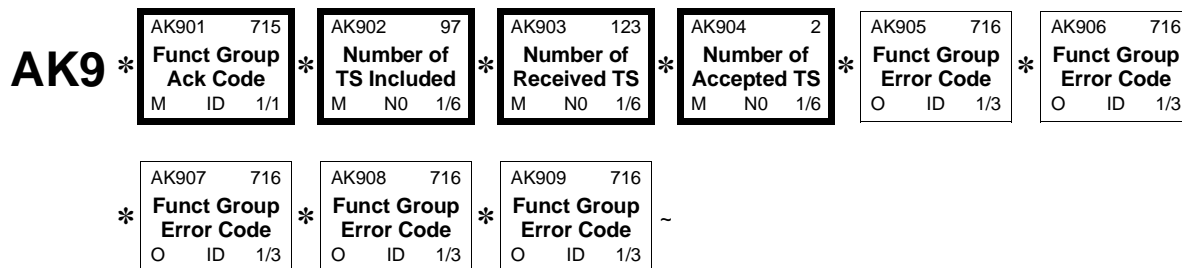 AK901 715 AK902 97 AK903 123 AK904 2 AK905 716 AK906 716
AK9 * Funct Group * Number of * Number of * Number of * Funct Group * Funct Group
Ack Code TS Included Received TS Accepted TS Error Code Error Code
M ID 1/1 M N0 1/6 M N0 1/6 M N0 1/6 O ID 1/3 O ID 1/3
AK907 716 AK908 716 AK909 716
* Funct Group * Funct Group * Funct Group ~
Error Code Error Code Error Code
O ID 1/3 O ID 1/3 O ID 1/3